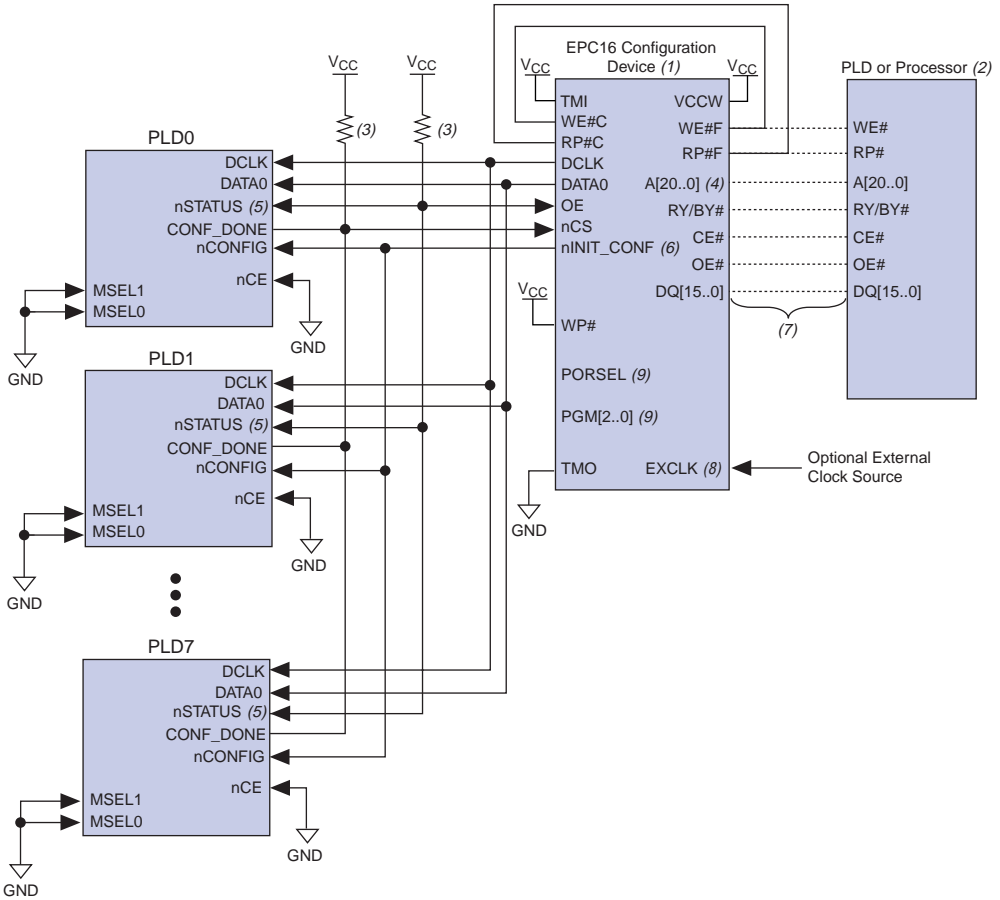 EPC16 Configuration
Device (1)
VCC
VCC
VCC
VCC
PLD or Processor (2)
TMI
VCCW
WE#C
WE#F
WE#
RP#C
RP#F
RP#
(3)
(3)
PLD0
DCLK
DCLK
DATA0
DATA0
A[20..0] (4)
A[20..0]
nSTATUS (5)
OE
RY/BY#
RY/BY#
CONF_DONE
nCS
CE#
CE#
nCONFIG
nINIT_CONF (6)
OE#
OE#
nCE
MSEL1
MSEL0
DQ[15..0]
DQ[15..0]
(7)
VCC
WP#
GND
GND
PLD1
DCLK
DATA0
nSTATUS (5)
CONF_DONE
nCONFIG
nCE
MSEL1
MSEL0
PORSEL (9)
PGM[2..0] (9)
TMO
EXCLK (8)
Optional External
Clock Source
GND
GND
GND
PLD7
DCLK
DATA0
nSTATUS (5)
CONF_DONE
nCONFIG
nCE
MSEL1
MSEL0
GND
GND